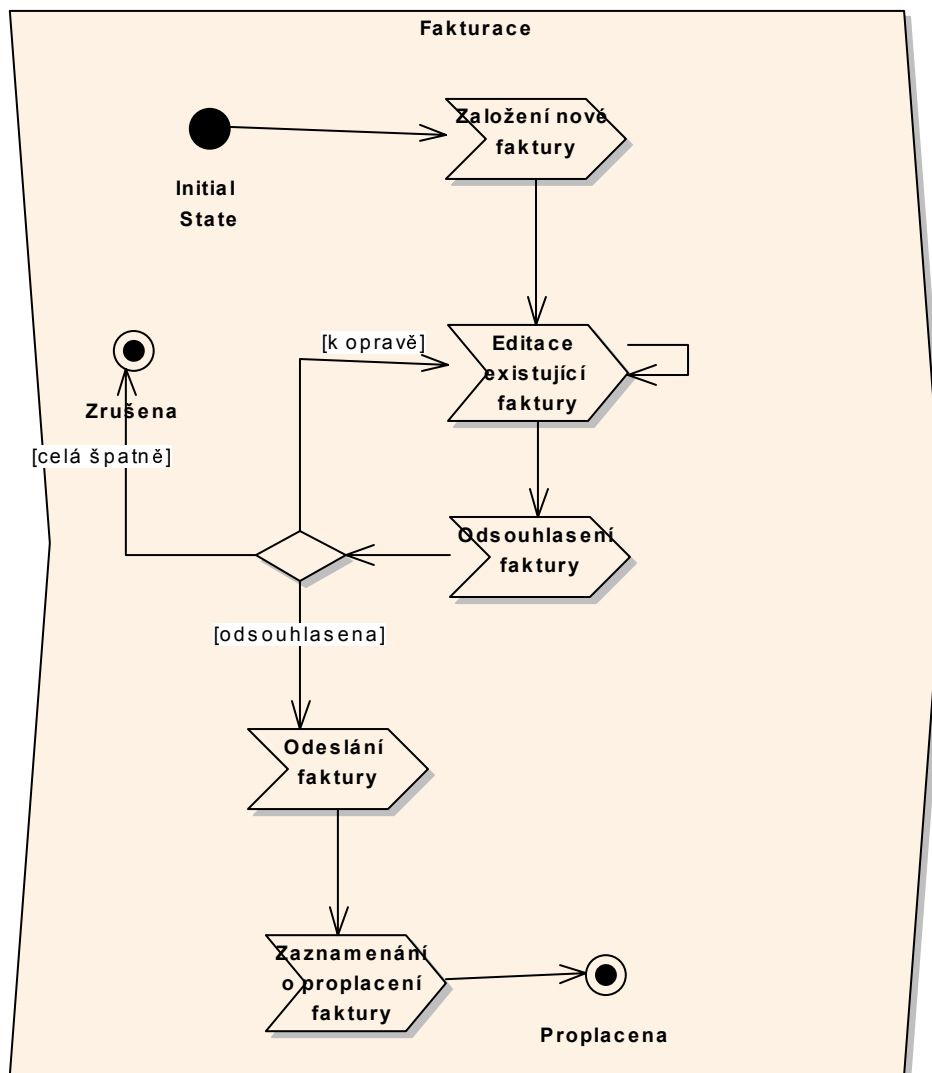 Fakturace
Založení nové
faktury
Initial
State
[k opravě]
Editace
existující
faktury
Zrušena
[celá špatně]
Odsouhlasení
faktury
[odsouhlasena]
Odeslání
faktury
Zaznamenání
o proplacení
faktury
Proplacena